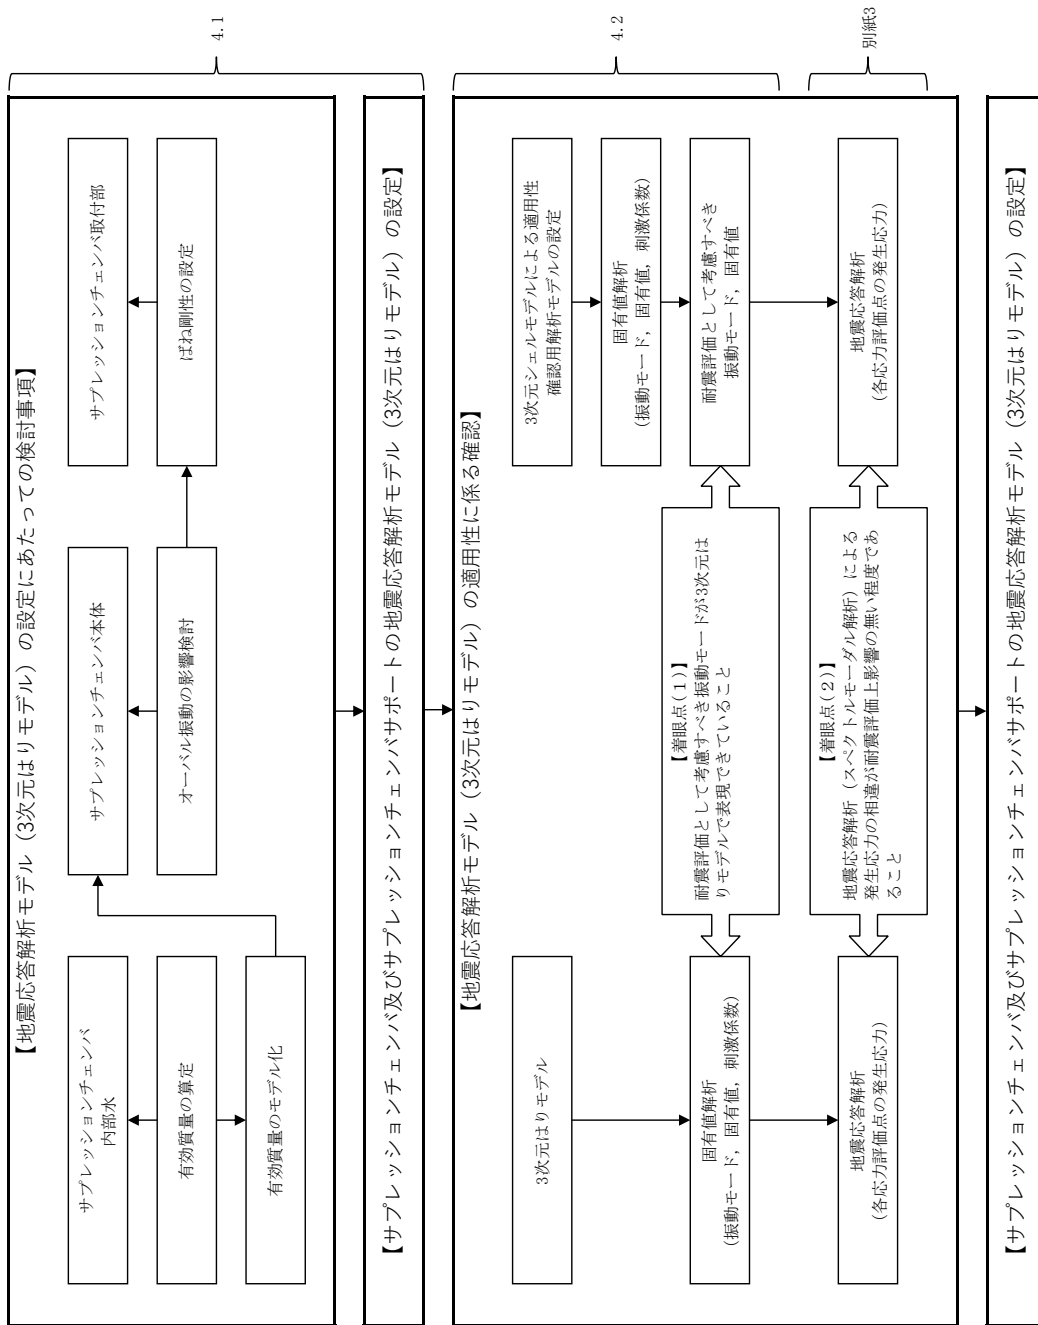 【地震応答解析モデル（3次元はりモデル）の設定にあたっての検討事項】
サプレッションチェンバ
内部水
有効質量の算定
有効質量のモデル化
サプレッションチェンバ本体
オーバル振動の影響検討
サプレッションチェンバ取付部
ばね剛性の設定
4.1
【サプレッションチェンバ及びサプレッションチェンバサポートの地震応答解析モデル（3次元はりモデル）の設定】
【地震応答解析モデル（3次元はりモデル）の適用性に係る確認】
3次元はりモデル
固有値解析
(振動モード，固有値，刺激係数)
地震応答解析
(各応力評価点の発生応力)
【着眼点(1)】
耐震評価として考慮すべき振動モードが3次元は
りモデルで表現できていること
【着眼点(2)】
地震応答解析（スペクトルモーダル解析）による
発生応力の相違が耐震評価上影響の無い程度であ
ること
3次元シェルモデルによる適用性
確認用解析モデルの設定
固有値解析
(振動モード，固有値，刺激係数)
耐震評価として考慮すべき
振動モード，固有値
地震応答解析
(各応力評価点の発生応力)
4.2
別紙3
【サプレッションチェンバ及びサプレッションチェンバサポートの地震応答解析モデル（3次元はりモデル）の設定】